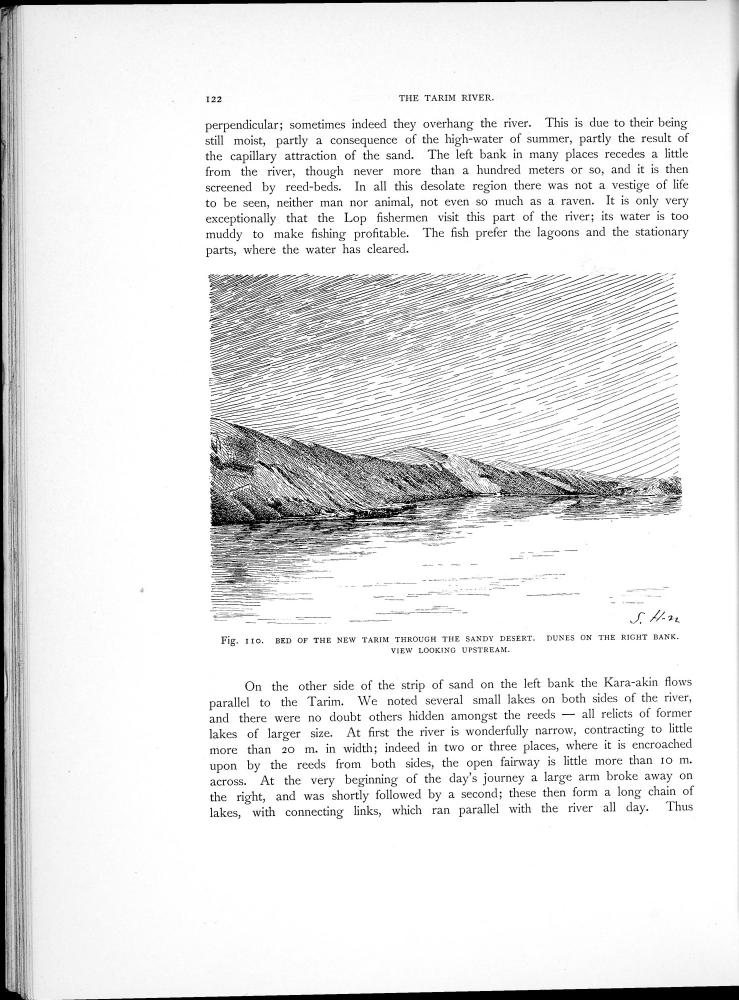 122 THE TARIM RIVER.
perpendicular; sometimes indeed they overhang the river. This is due to their being
still moist, partly a consequence of the high-water of summer, partly the result of
the capillary attraction of the sand. The left bank in many places recedes a little
from the river, though never more than a hundred meters or so, and it is then
screened by reed-beds. In all this desolate region there was not a vestige of life
to be seen, neither man nor animal, not even so much as a raven. It is only very
exceptionally that the Lop fishermen visit this part of the river; its water is too
muddy to make fishing profitable. The fish prefer the lagoons and the stationary
parts, where the water has cleared.
S. H-n
Fig. 110. BED OF THE NEW TARIM THROUGH THE SANDY DESERT. DUNES ON THE RIGHT BANK.
VIEW LOOKING UPSTREAM.
On the other side of the strip of sand on the left bank the Kara-akin flows
parallel to the Tarim. We noted several small lakes on both sides of the river,
and there were no doubt others hidden amongst the reeds — all relicts of former
lakes of larger size. At first the river is wonderfully narrow, contracting to little
more than 20 m. in width; indeed in two or three places, where it is encroached
upon by the reeds from both sides, the open fairway is little more than 10 m.
across. At the very beginning of the day's journey a large arm broke away on
the right, and was shortly followed by a second; these then form a long chain of
lakes, with connecting links, which ran parallel with the river all day. Thus